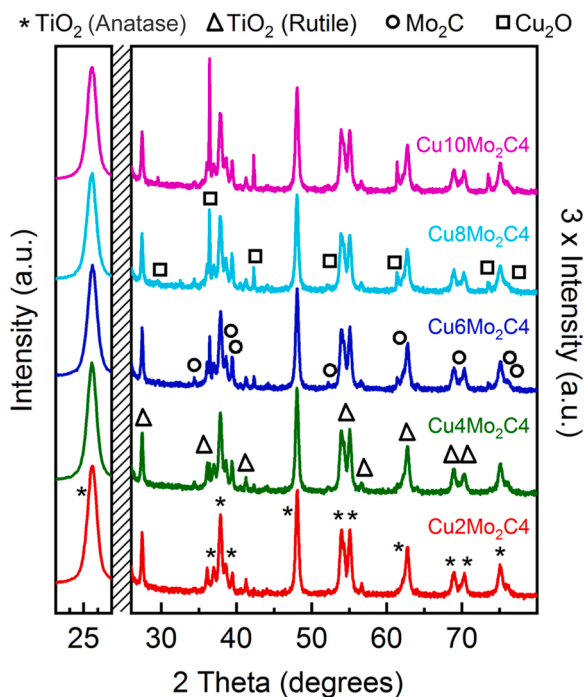 * TiO₂ (Anatase) △ TiO₂ (Rutile) ○ Mo₂C □ Cu₂O
Intensity (a.u.)
3 x Intensity (a.u.)
Cu10Mo₂C4
Cu8Mo₂C4
Cu6Mo₂C4
Cu4Mo₂C4
Cu2Mo₂C4
25 30 40 50 60 70
2 Theta (degrees)